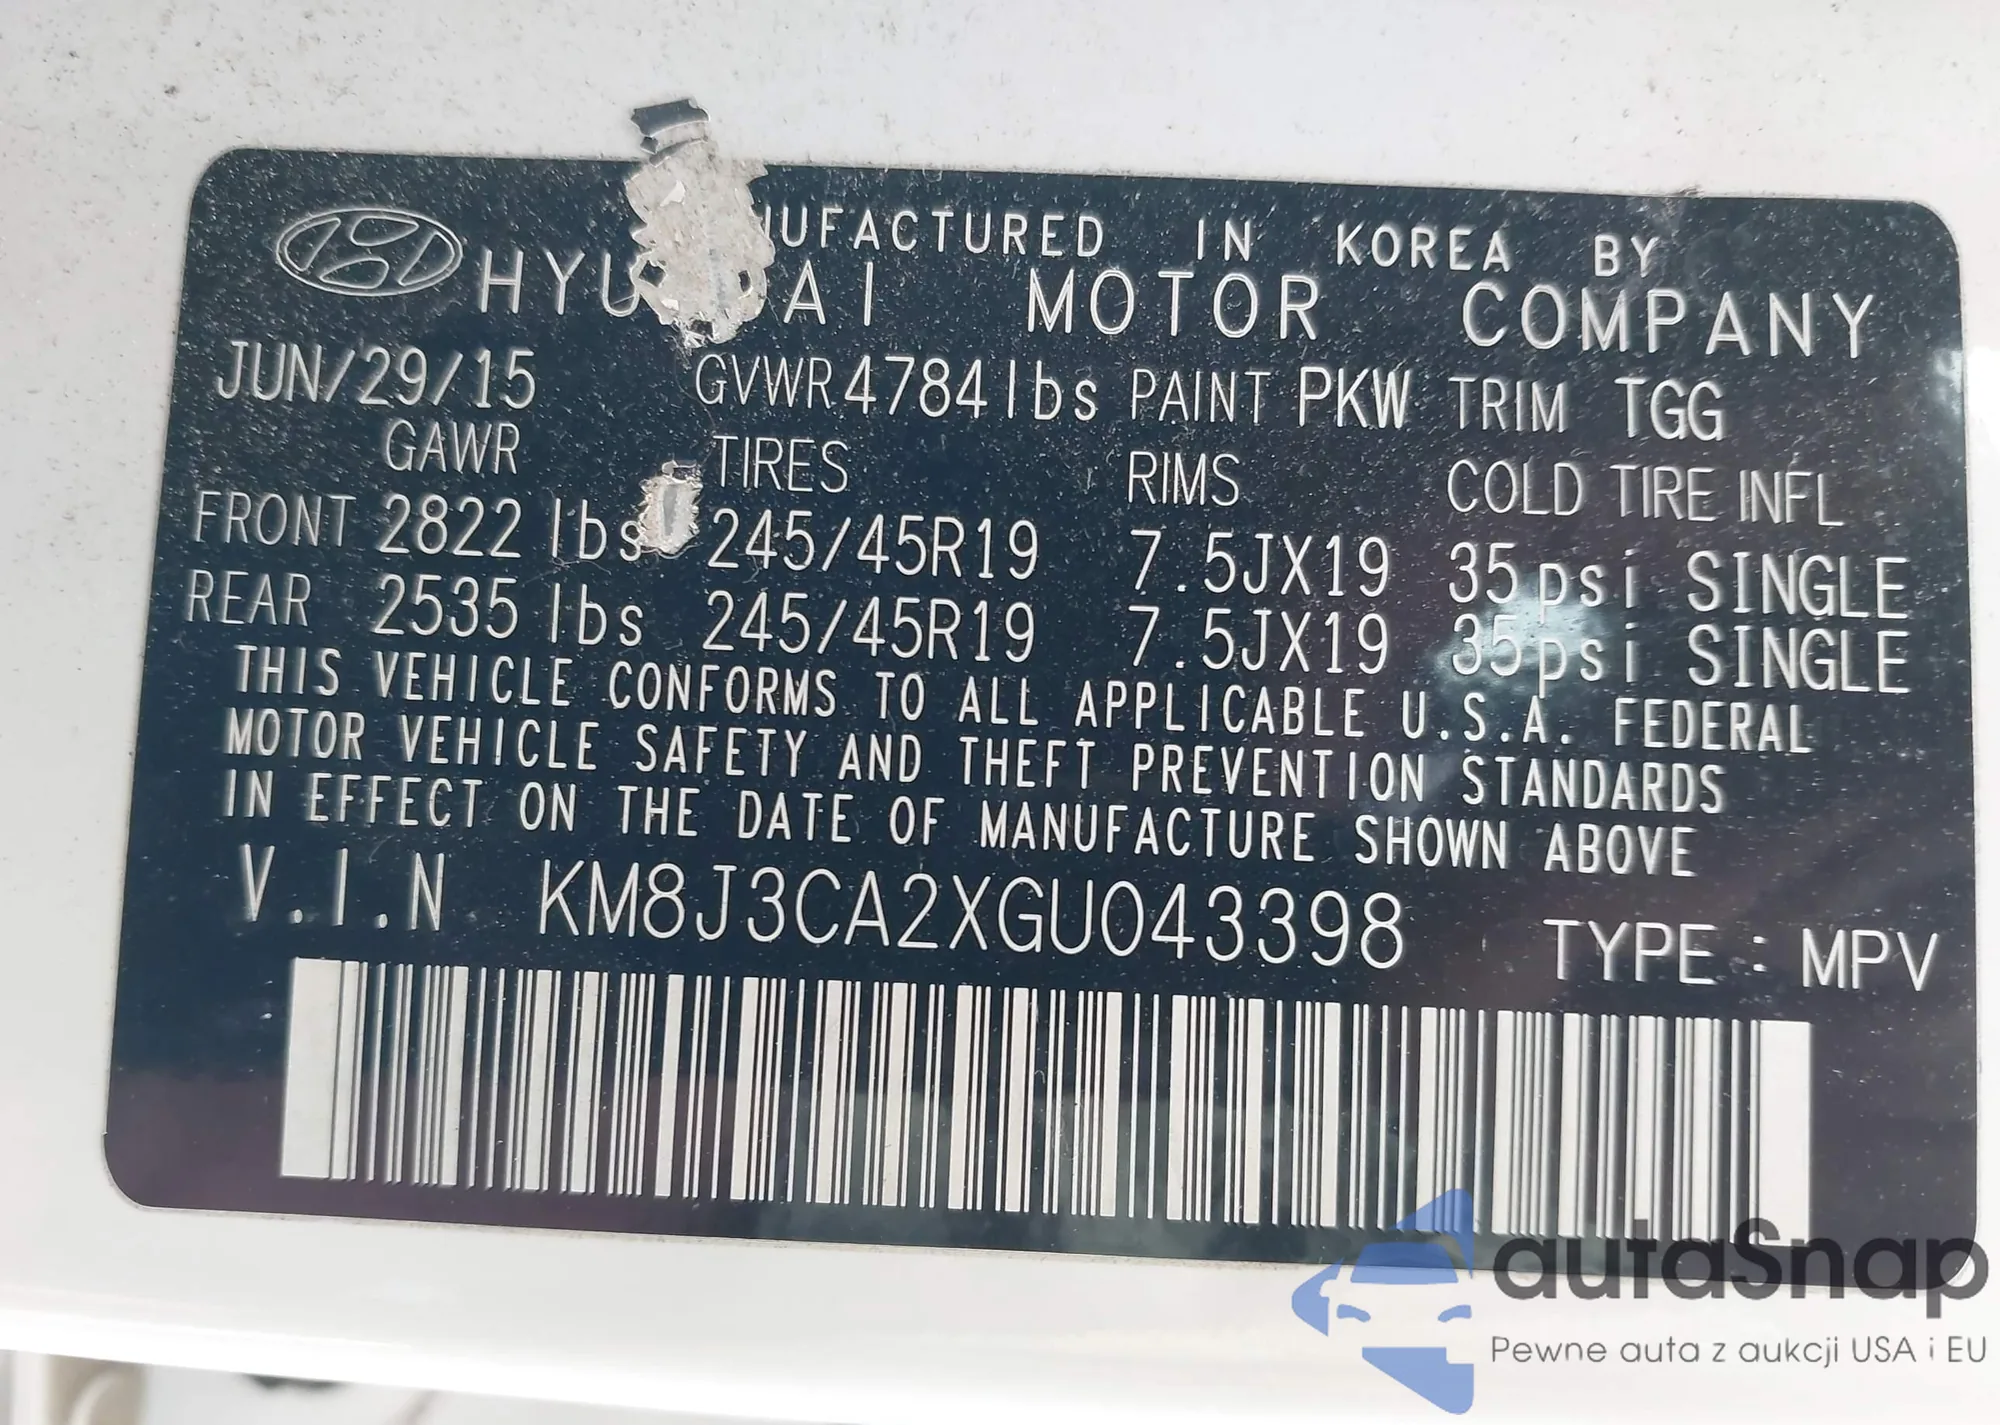 NUFACTURED IN KOREA BY
HYU AI MOTOR COMPANY
JUN/29/15 GVWR 4784lbs PAINT PKW TRIM TGG
GAWR TIRES RIMS COLD TIRE INFL
FRONT 2822 lbs 245/45R19 7.5JX19 35psi SINGLE
REAR 2535 lbs 245/45R19 7.5JX19 35psi SINGLE
THIS VEHICLE CONFORMS TO ALL APPLICABLE U.S.A. FEDERAL
MOTOR VEHICLE SAFETY AND THEFT PREVENTION STANDARDS
IN EFFECT ON THE DATE OF MANUFACTURE SHOWN ABOVE
V.I.N KM8J3CA2XGU043398 TYPE : MPV
autaSnap
Pewne auta z aukcji USA i EU